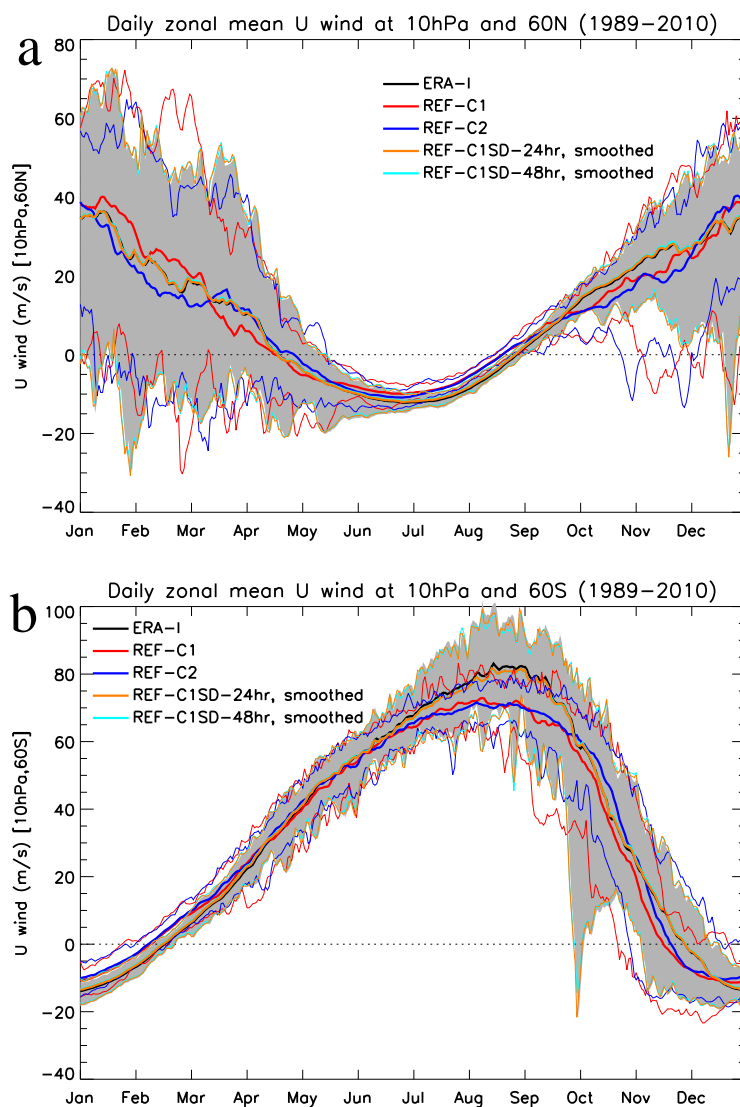 a
Daily zonal mean U wind at 10hPa and 60N (1989-2010)
80
60
40
20
0
-20
-40
U wind (m/s) [10hPa,60N]
ERA-I
REF-C1
REF-C2
REF-C1SD-24hr, smoothed
REF-C1SD-48hr, smoothed
Jan Feb Mar Apr May Jun Jul Aug Sep Oct Nov Dec
b
Daily zonal mean U wind at 10hPa and 60S (1989-2010)
100
80
60
40
20
0
-20
-40
U wind (m/s) [10hPa,60S]
ERA-I
REF-C1
REF-C2
REF-C1SD-24hr, smoothed
REF-C1SD-48hr, smoothed
Jan Feb Mar Apr May Jun Jul Aug Sep Oct Nov Dec